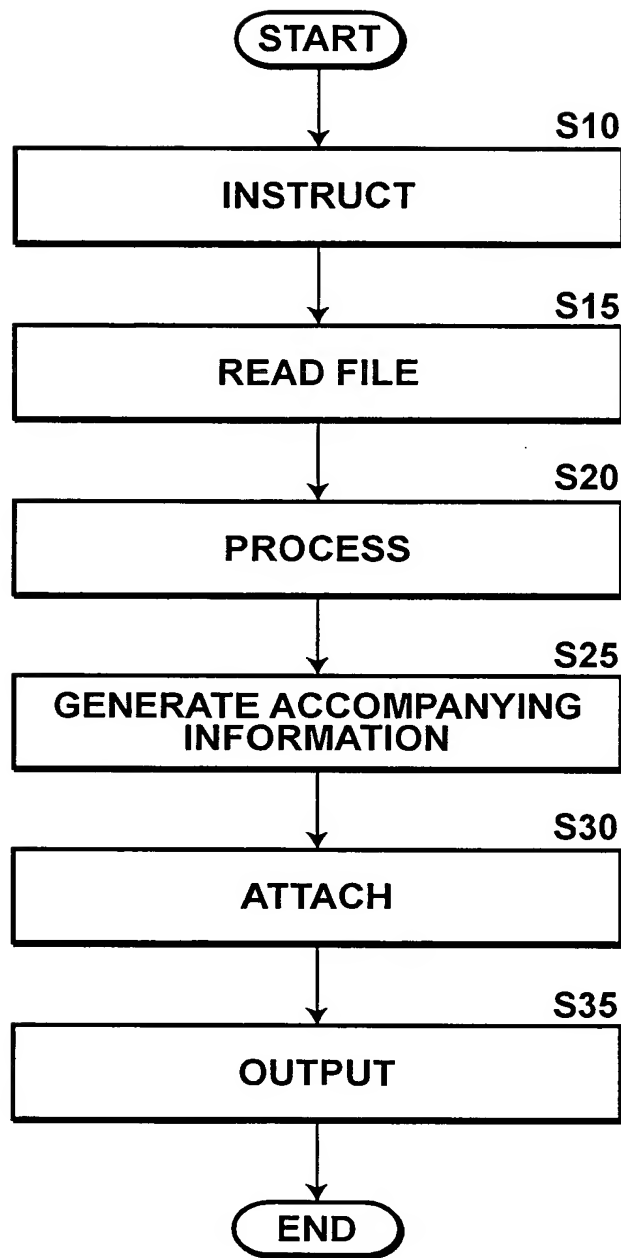 START
S10
INSTRUCT
S15
READ FILE
S20
PROCESS
S25
GENERATE ACCOMPANYING
INFORMATION
S30
ATTACH
S35
OUTPUT
END